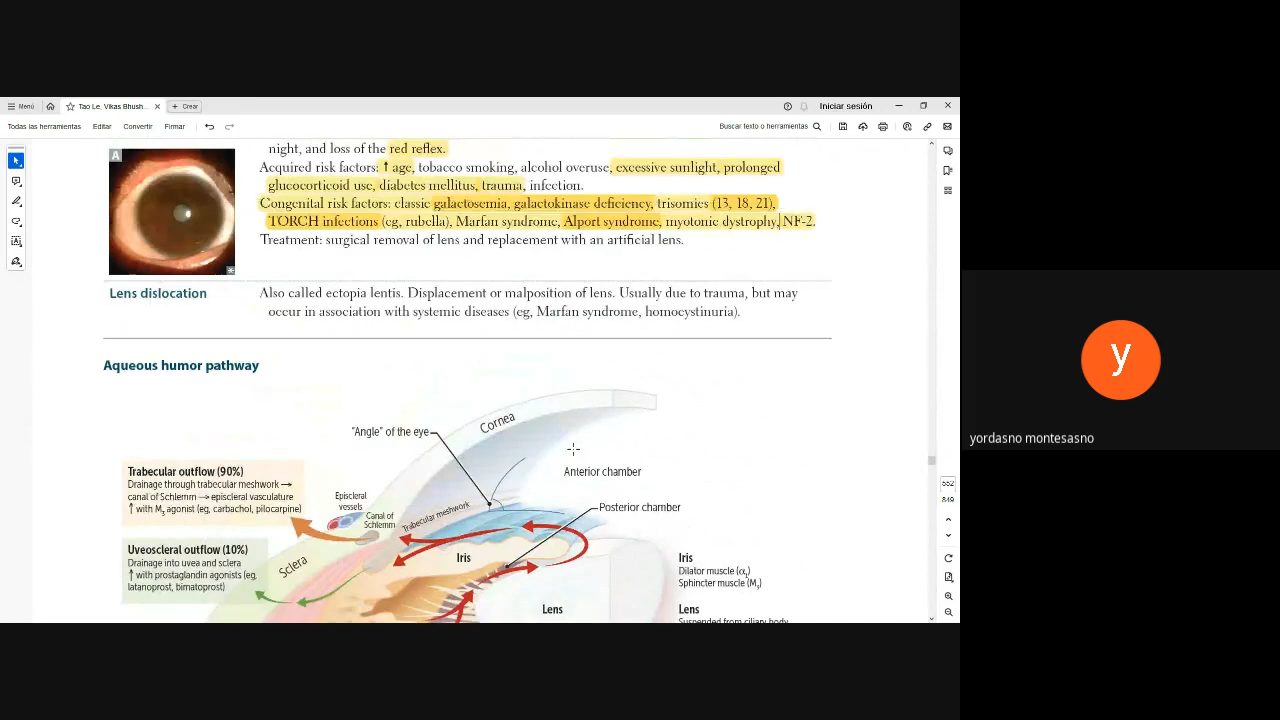 Menú
Tao Le, Vikas Bhush...
Crear
Iniciar sesión
Todas las herramientas Editar Convertir Firmar
Buscar texto o herramientas
A
night, and loss of the red reflex.
Acquired risk factors: ↑ age, tobacco smoking, alcohol overuse, excessive sunlight, prolonged
glucocorticoid use, diabetes mellitus, trauma, infection.
Congenital risk factors: classic galactosemia, galactokinase deficiency, trisomies (13, 18, 21),
TORCH infections (eg, rubella), Marfan syndrome, Alport syndrome, myotonic dystrophy, NF-2.
Treatment: surgical removal of lens and replacement with an artificial lens.
Lens dislocation
Also called ectopia lentis. Displacement or malposition of lens. Usually due to trauma, but may
occur in association with systemic diseases (eg, Marfan syndrome, homocystinuria).
Aqueous humor pathway
Cornea
"Angle" of the eye
Anterior chamber
Trabecular outflow (90%)
Drainage through trabecular meshwork →
canal of Schlemm → episcleral vasculature
↑ with M3 agonist (eg, carbachol, pilocarpine)
Episcleral
vessels
Canal of
Schlemm
Trabecular meshwork
Posterior chamber
Uveoscleral outflow (10%)
Drainage into uvea and sclera
↑ with prostaglandin agonists (eg,
latanoprost, bimatoprost)
Sclera
Iris
Iris
Dilator muscle (α1)
Sphincter muscle (M3)
Lens
Lens
Suspended from ciliary body
552
849
y
yordasno montesasno